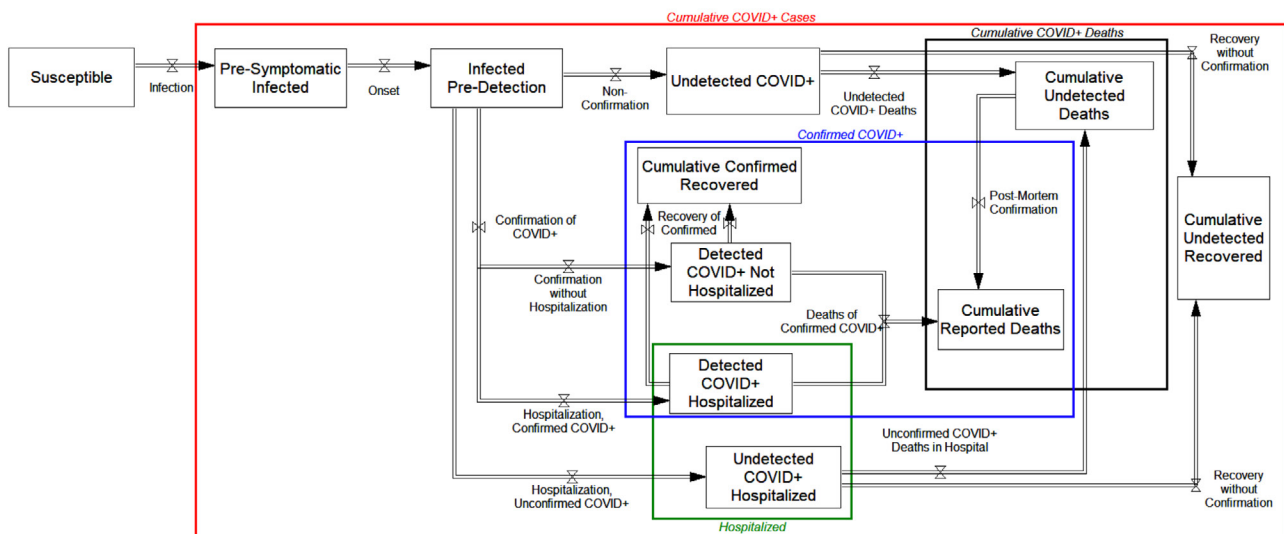 Cumulative COVID+ Cases
Susceptible
Infection
Pre-Symptomatic
Infected
Onset
Infected
Pre-Detection
Non-
Confirmation
Undetected COVID+
Undetected
COVID+ Deaths
Cumulative COVID+ Deaths
Cumulative
Undetected
Deaths
Recovery
without
Confirmation
Confirmed COVID+
Cumulative Confirmed
Recovered
Confirmation of
COVID+
Recovery of
Confirmed
Post-Mortem
Confirmation
Cumulative
Undetected
Recovered
Confirmation
without
Hospitalization
Detected
COVID+ Not
Hospitalized
Deaths of
Confirmed COVID+
Cumulative
Reported Deaths
Detected
COVID+
Hospitalized
Hospitalization,
Confirmed COVID+
Unconfirmed COVID+
Deaths in Hospital
Hospitalization,
Unconfirmed COVID+
Undetected
COVID+
Hospitalized
Recovery
without
Confirmation
Hospitalized